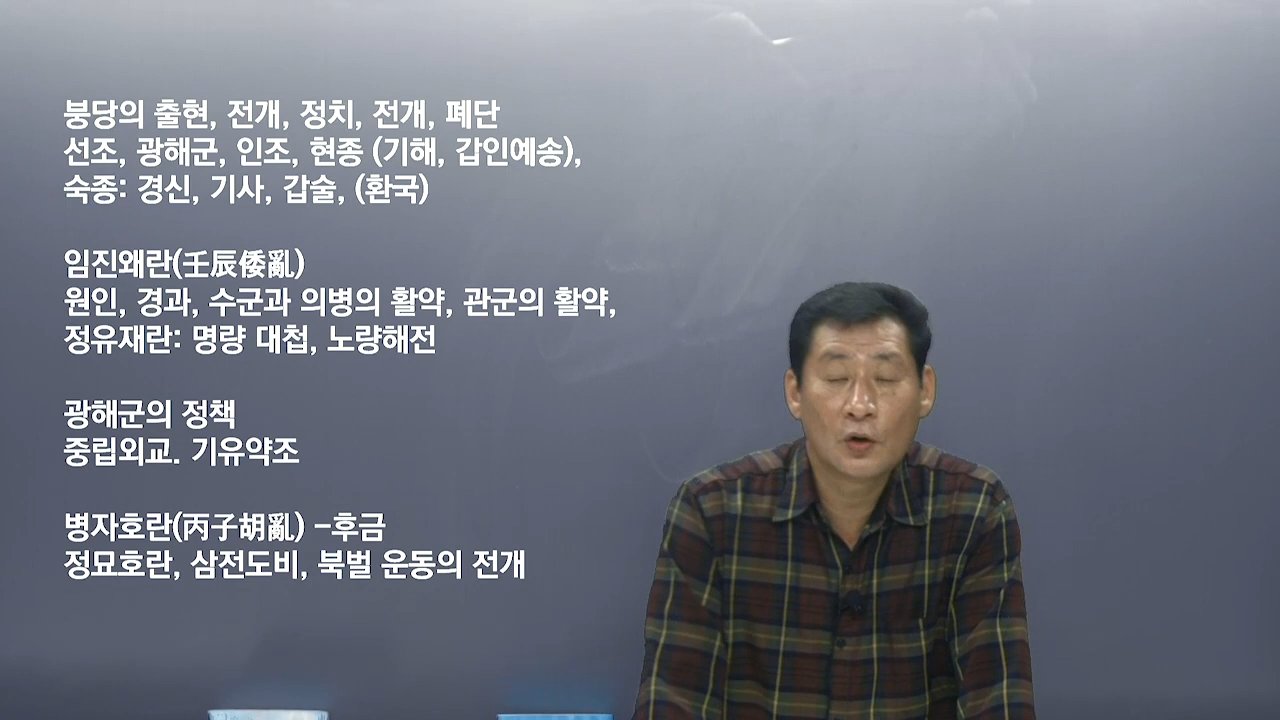 붕당의 출현, 전개, 정치, 전개, 폐단
선조, 광해군, 인조, 현종 (기해, 갑인예송),
숙종: 경신, 기사, 갑술, (환국)
임진왜란(壬辰倭亂)
원인, 경과, 수군과 의병의 활약, 관군의 활약,
정유재란: 명량 대첩, 노량해전
광해군의 정책
중립외교. 기유약조
병자호란(丙子胡亂) -후금
정묘호란, 삼전도비, 북벌 운동의 전개